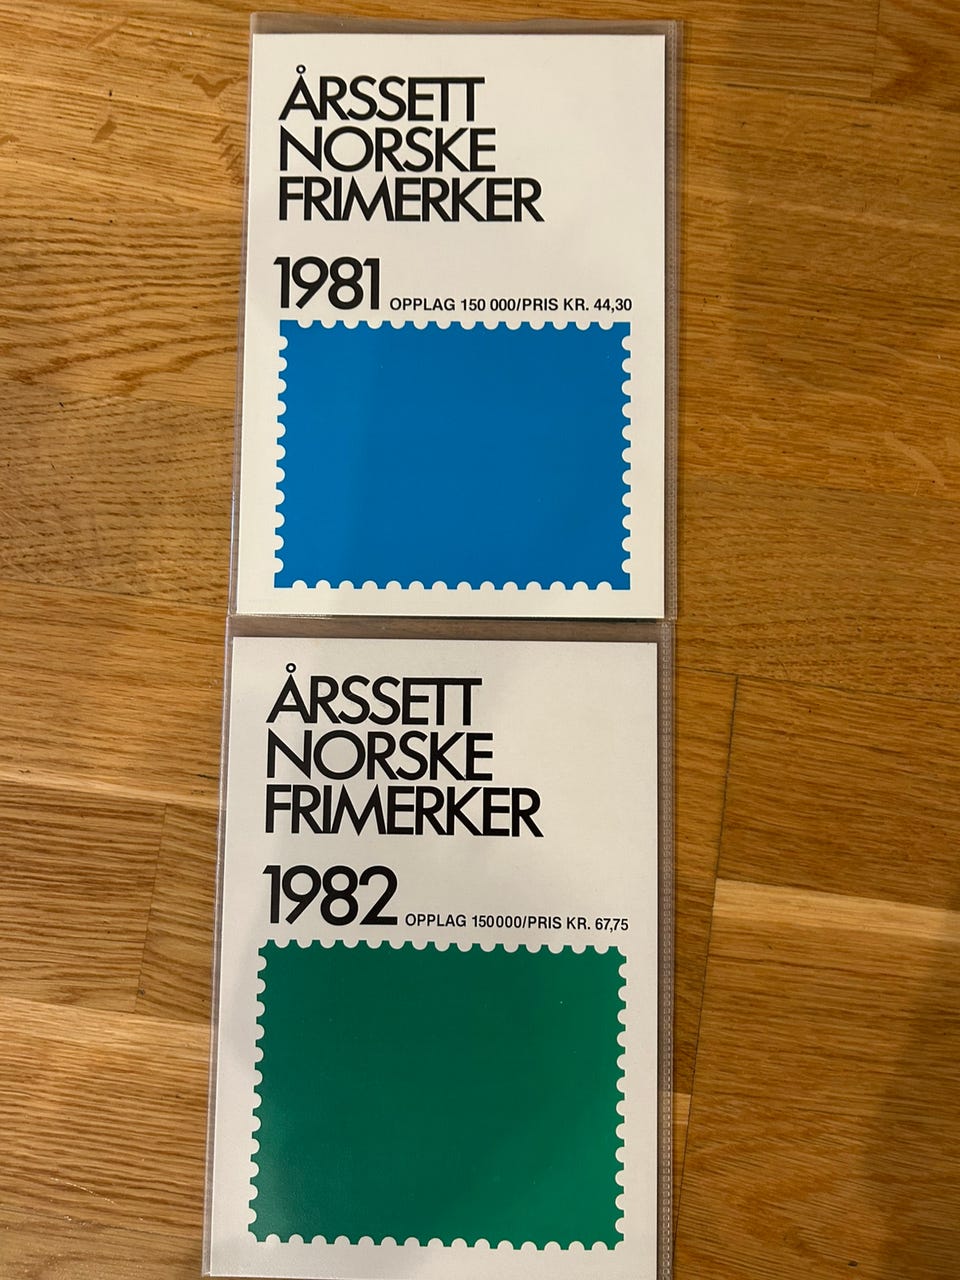 ÅRSSETT
NORSKE
FRIMERKER
1981 OPPLAG 150 000/PRIS KR. 44,30
ÅRSSETT
NORSKE
FRIMERKER
1982 OPPLAG 150000/PRIS KR. 67,75